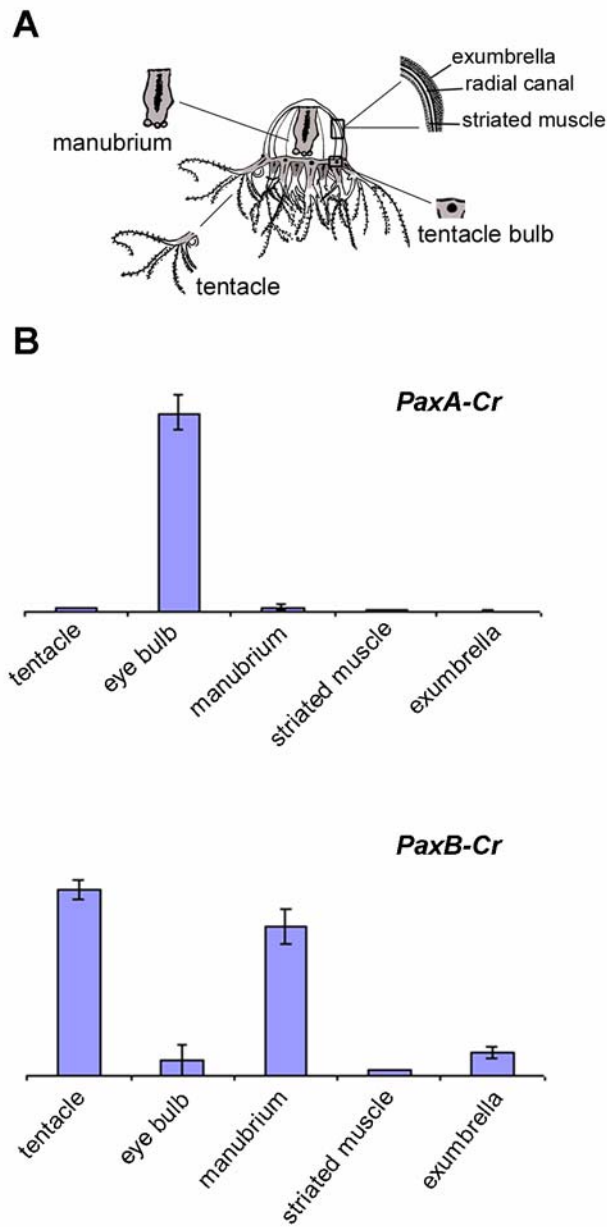 A
exumbrella
radial canal
striated muscle
manubrium
tentacle bulb
tentacle
B
PaxA-Cr
tentacle
eye bulb
manubrium
striated muscle
exumbrella
PaxB-Cr
tentacle
eye bulb
manubrium
striated muscle
exumbrella